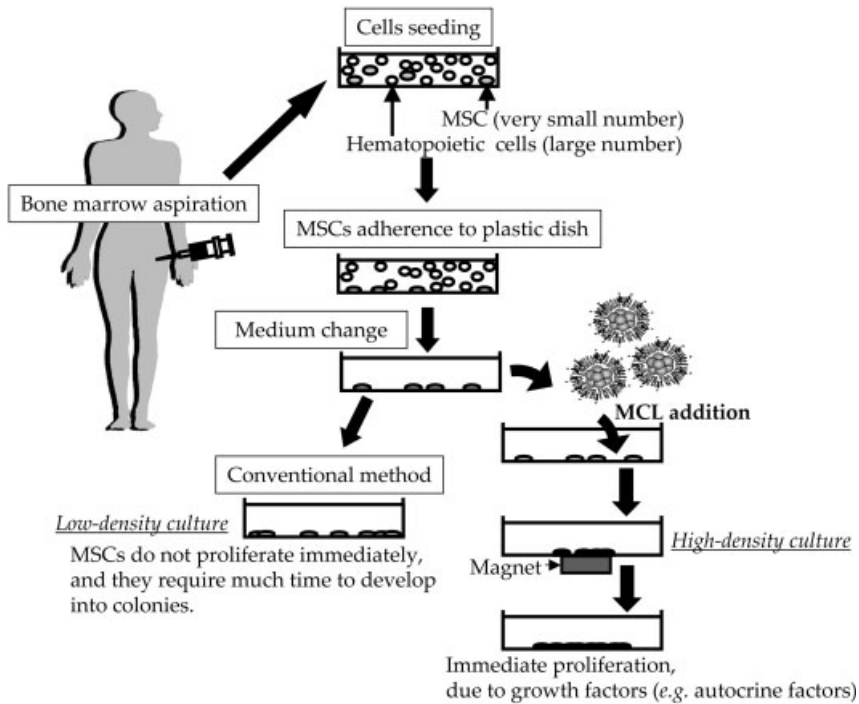 Cells seeding
MSC (very small number)
Hematopoietic cells (large number)
Bone marrow aspiration
MSCs adherence to plastic dish
Medium change
MCL addition
Conventional method
Low-density culture
MSCs do not proliferate immediately,
and they require much time to develop
into colonies.
High-density culture
Magnet
Immediate proliferation,
due to growth factors (e.g. autocrine factors)